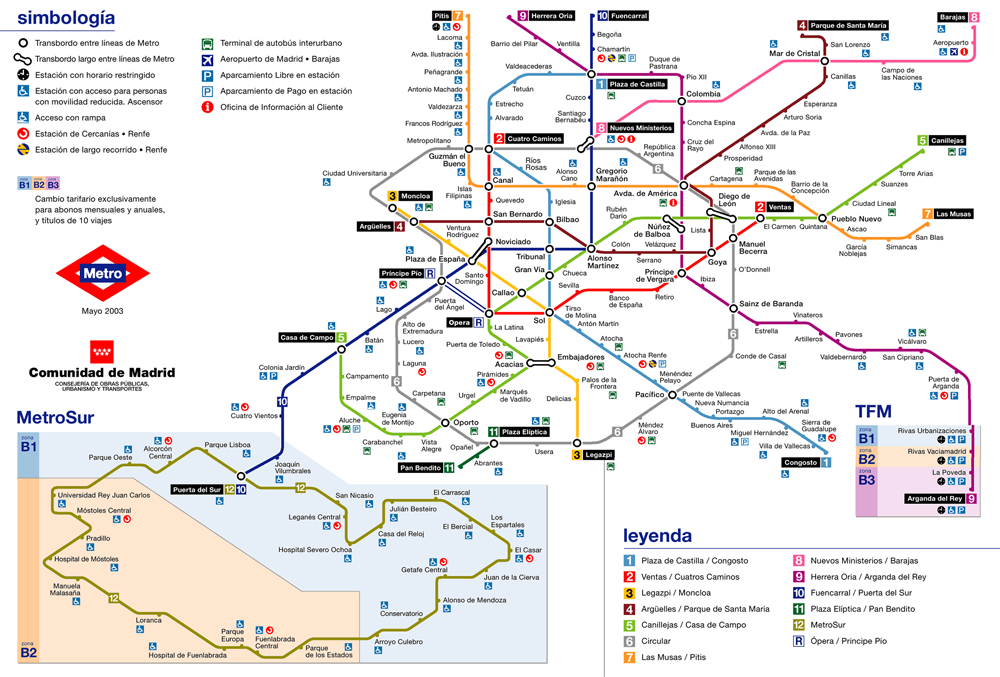 simbología
Transbordo entre líneas de Metro
Transbordo largo entre líneas de Metro
Estación con horario restringido
Estación con acceso para personas
con movilidad reducida. Ascensor
Acceso con rampa
Estación de Cercanías • Renfe
Estación de largo recorrido • Renfe
Terminal de autobús interurbano
Aeropuerto de Madrid • Barajas
Aparcamiento Libre en estación
Aparcamiento de Pago en estación
Oficina de Información al Cliente
zona B1 zona B2 zona B3
Cambio tarifario exclusivamente
para abonos mensuales y anuales,
y títulos de 10 viajes
Metro
Mayo 2003
Comunidad de Madrid
CONSEJERÍA DE OBRAS PÚBLICAS,
URBANISMO Y TRANSPORTES
Pitis 7
Lacoma
Avda. Ilustración
Peñagrande
Antonio Machado
Valdezarza
Francos Rodríguez
Guzmán el
Bueno
Metropolitano
Ciudad Universitaria
3 Moncloa
Argüelles 4
Ventura
Rodríguez
Plaza de España
Príncipe Pío R
Puerta
del Ángel
Opera R
9 Herrera Oria
Barrio del Pilar
Ventilla
10 Fuencarral
Begoña
Chamartín
Duque de
Pastrana
1 Plaza de Castilla
Valdeacederas
Tetuán
Estrecho
Alvarado
Cuzco
Santiago
Bernabéu
2 Cuatro Caminos
8 Nuevos Ministerios
Ríos
Rosas
República
Argentina
6
Canal
Islas
Filipinas
Alonso
Cano
Gregorio
Marañón
Avda. de América
Quevedo
San Bernardo
Iglesia
Bilbao
Rubén
Darío
Núñez
de Balboa
Noviciado
Tribunal
Alonso
Martínez
Colón
Velázquez
Serrano
Santo
Domingo
Gran Vía
Chueca
Callao
Sevilla
Banco
de España
Retiro
Sol
Tirso
de Molina
Antón Martín
Atocha
Atocha Renfe
Menéndez
Pelayo
Pacífico
Pío XII
Colombia
Concha Espina
Cruz del
Rayo
Cartagena
Prosperidad
Alfonso XIII
Avda. de la Paz
Arturo Soria
Esperanza
Mar de Cristal
4 Parque de Santa María
San Lorenzo
Canillas
Campo de
las Naciones
Barajas 8
Aeropuerto
5
Canillejas
Torre Arias
Suanzes
Ciudad Lineal
Pueblo Nuevo
Parque de las
Avenidas
Barrio de la
Concepción
7 Las Musas
San Blas
Simancas
García
Noblejas
Ascao
Quintana
El Carmen
2 Ventas
Diego de
León
Lista
Manuel
Becerra
Goya
Príncipe
de Vergara
Ibiza
O'Donnell
Sainz de Baranda
6
Conde de Casal
Estrella
Vinateros
Artilleros
Pavones
Valdebernardo
Vicálvaro
San Cipriano
Puerta de
Arganda
Lago
Casa de Campo 5
Batán
Colonia Jardín
10
Cuatro Vientos
Alto de
Extremadura
Lucero
Laguna
6
Carpetana
Campamento
Empalme
Aluche
Eugenia
de Montijo
Carabanchel
Vista
Alegre
Oporto
Urgel
Opañel
Marqués
de Vadillo
Pirámides
La Latina
Puerta de Toledo
Acacias
Lavapiés
Embajadores
Palos de la
Frontera
Delicias
11 Plaza Elíptica
Abrantes
Pan Bendito 11
Usera
3 Legazpi
6
Méndez
Álvaro
Puente de Vallecas
Nueva Numancia
Portazgo
Buenos Aires
Alto del Arenal
Miguel Hernández
Sierra de
Guadalupe
Villa de Vallecas
Congosto 1
TFM
zona
B1
B2
B3
Rivas Urbanizaciones
Rivas Vaciamadrid
La Poveda
Arganda del Rey 9
MetroSur
zona
B1
Parque Oeste
Alcorcón
Central
Parque Lisboa
Puerta del Sur 12 10
Joaquín
Vilumbrales
12
San Nicasio
Leganés Central
Hospital Severo Ochoa
Casa del Reloj
Julián Besteiro
El Carrascal
El Bercial
Los
Espartales
El Casar
Juan de la Cierva
Getafe Central
Alonso de Mendoza
Conservatorio
Arroyo Culebro
Parque
de los Estados
Fuenlabrada
Central
Parque
Europa
Hospital de Fuenlabrada
Loranca
12
Manuela
Malasaña
Hospital de Móstoles
Pradillo
Móstoles Central
Universidad Rey Juan Carlos
zona
B2
leyenda
1 Plaza de Castilla / Congosto
2 Ventas / Cuatros Caminos
3 Legazpi / Moncloa
4 Argüelles / Parque de Santa María
5 Canillejas / Casa de Campo
6 Circular
7 Las Musas / Pitis
8 Nuevos Ministerios / Barajas
9 Herrera Oria / Arganda del Rey
10 Fuencarral / Puerta del Sur
11 Plaza Elíptica / Pan Bendito
12 MetroSur
R Ópera / Principe Pío